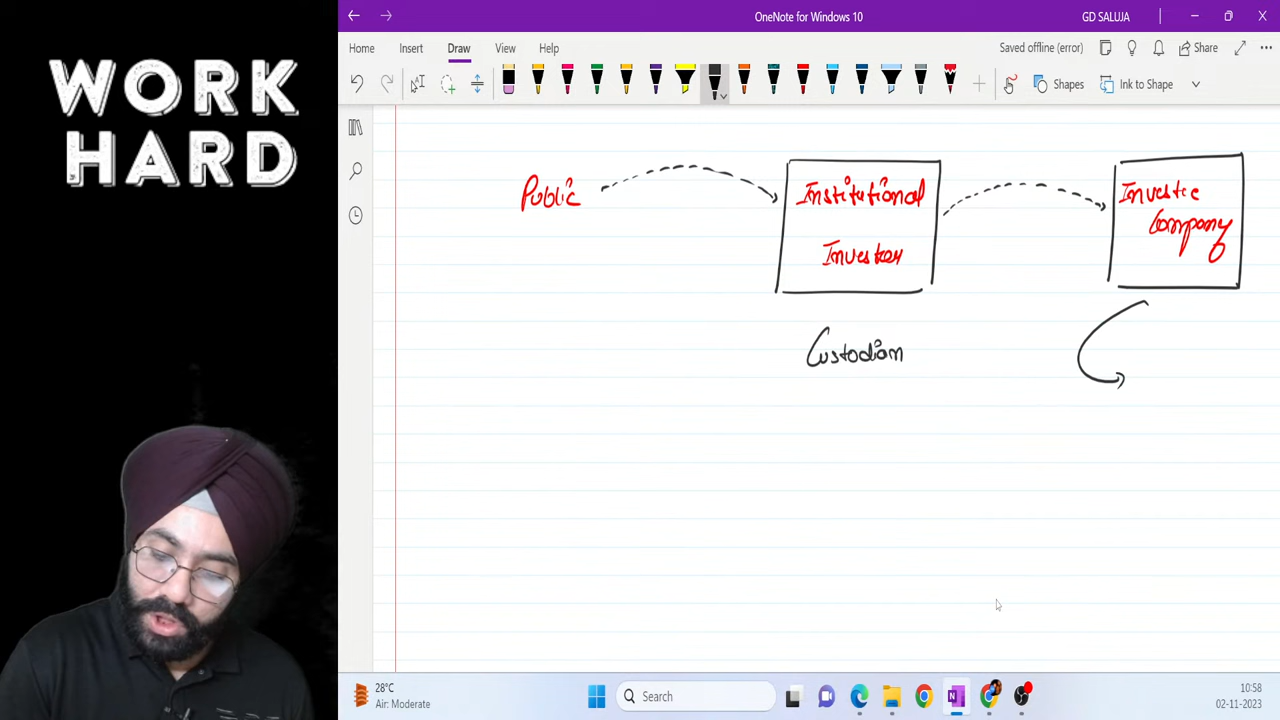 WORK
HARD
OneNote for Windows 10
GD SALUJA
Home
Insert
Draw
View
Help
Saved offline (error)
Share
Shapes
Ink to Shape
Public
Institutional
Investor
Investee
Company
Custodian
28°C
Air: Moderate
Search
10:58
02-11-2023